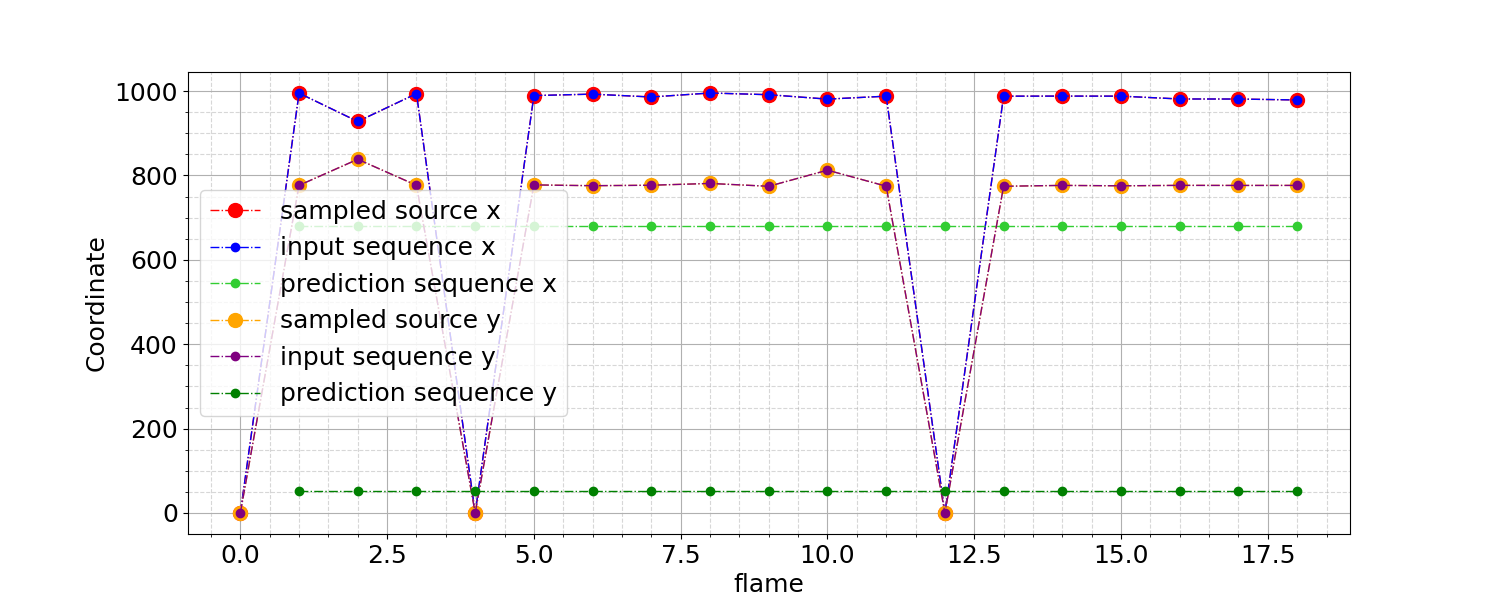 1000
800
600
400
200
0
Coordinate
sampled source x
input sequence x
prediction sequence x
sampled source y
input sequence y
prediction sequence y
0.0 2.5 5.0 7.5 10.0 12.5 15.0 17.5
flame